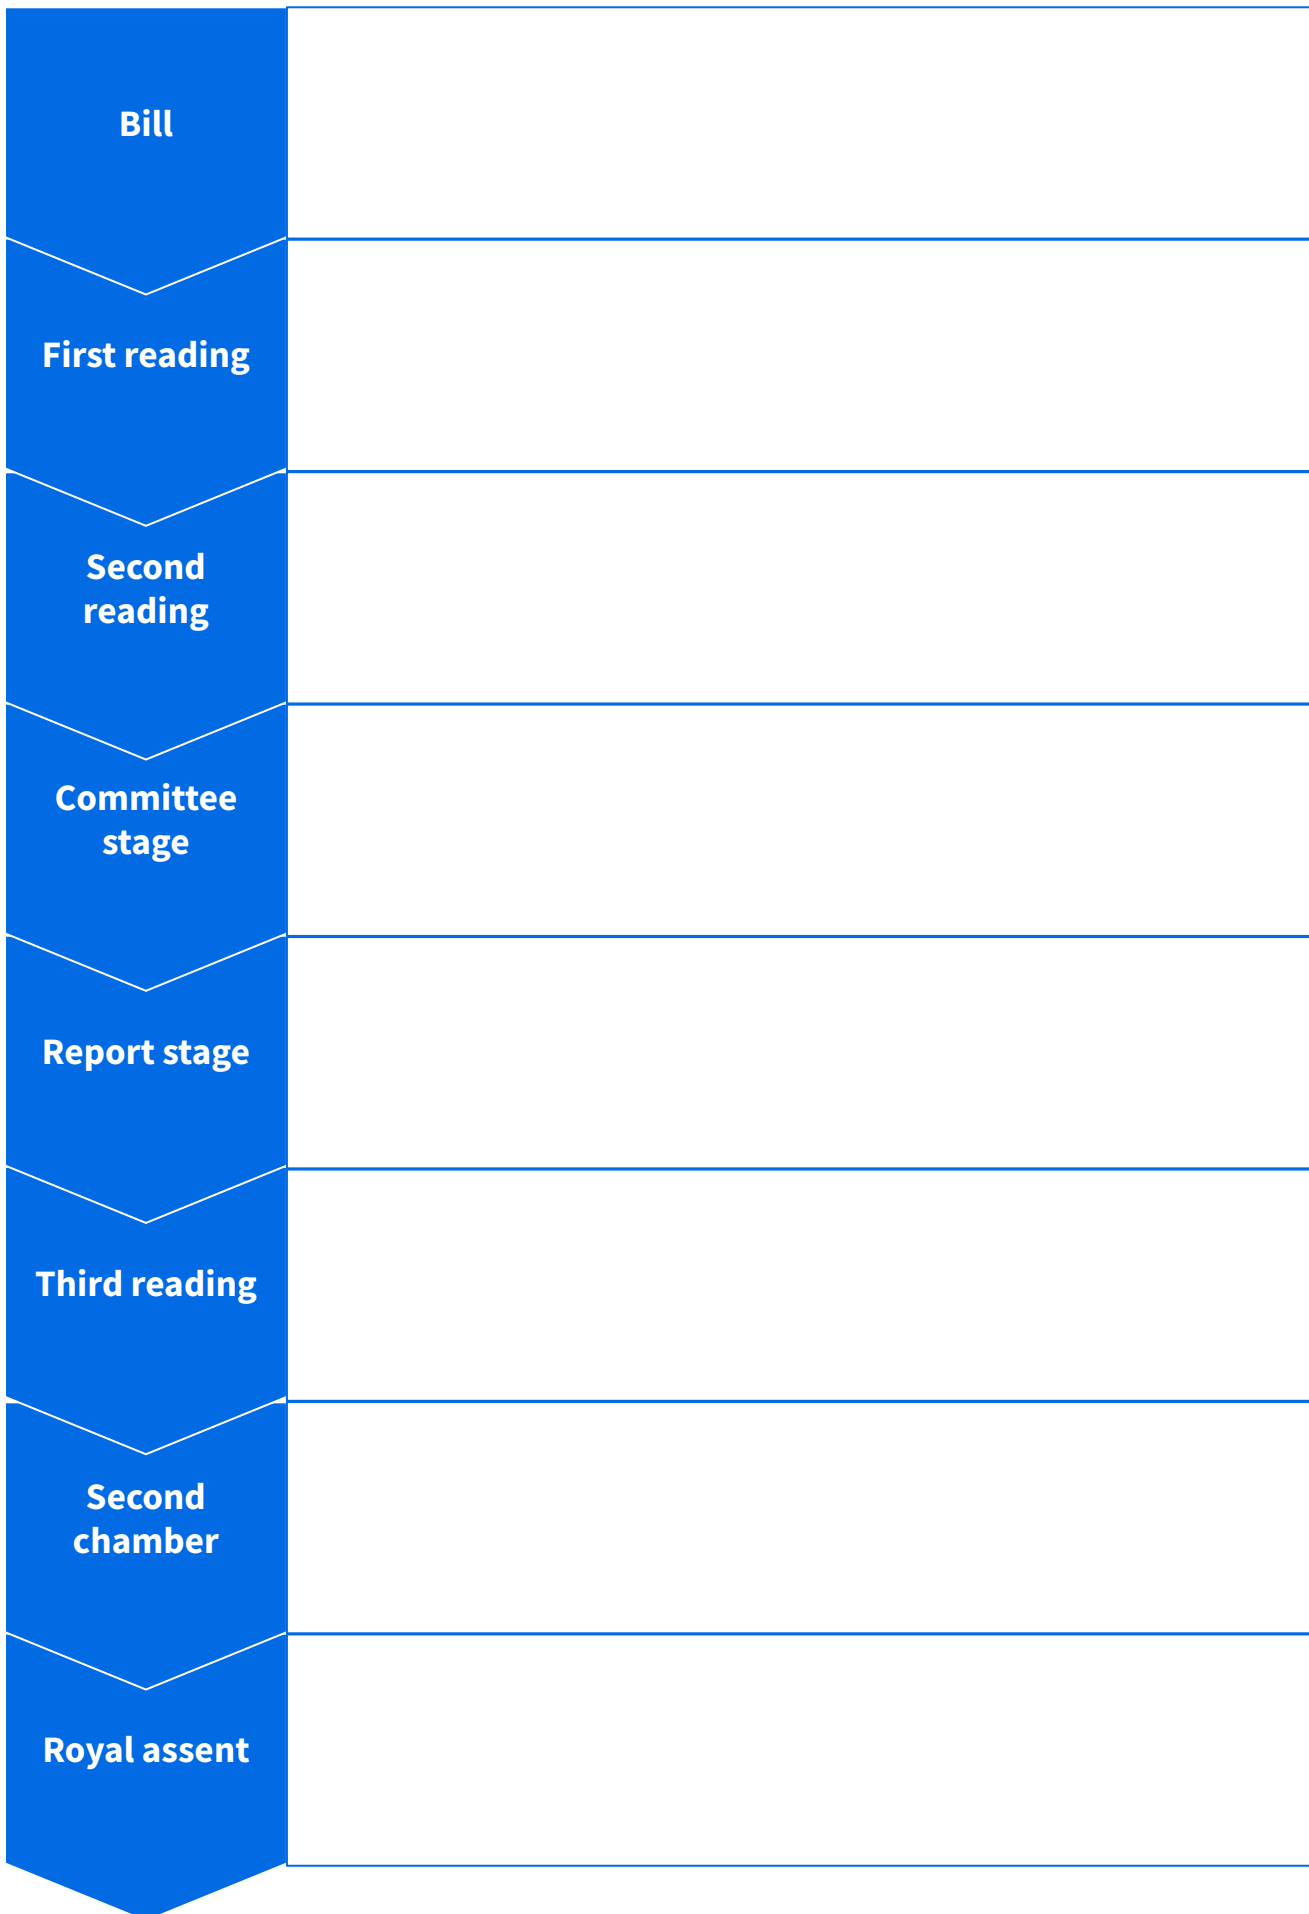 Bill
First reading
Second
reading
Committee
stage
Report stage
Third reading
Second
chamber
Royal assent